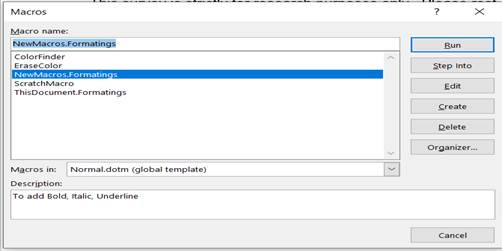 Macros
?
Macro name:
NewMacros.Formatings
Run
ColorFinder
EraseColor
NewMacros.Formatings
ScratchMacro
ThisDocument.Formatings
Step Into
Edit
Create
Delete
Organizer...
Macros in:
Normal.dotm (global template)
Description:
To add Bold, Italic, Underline
Cancel